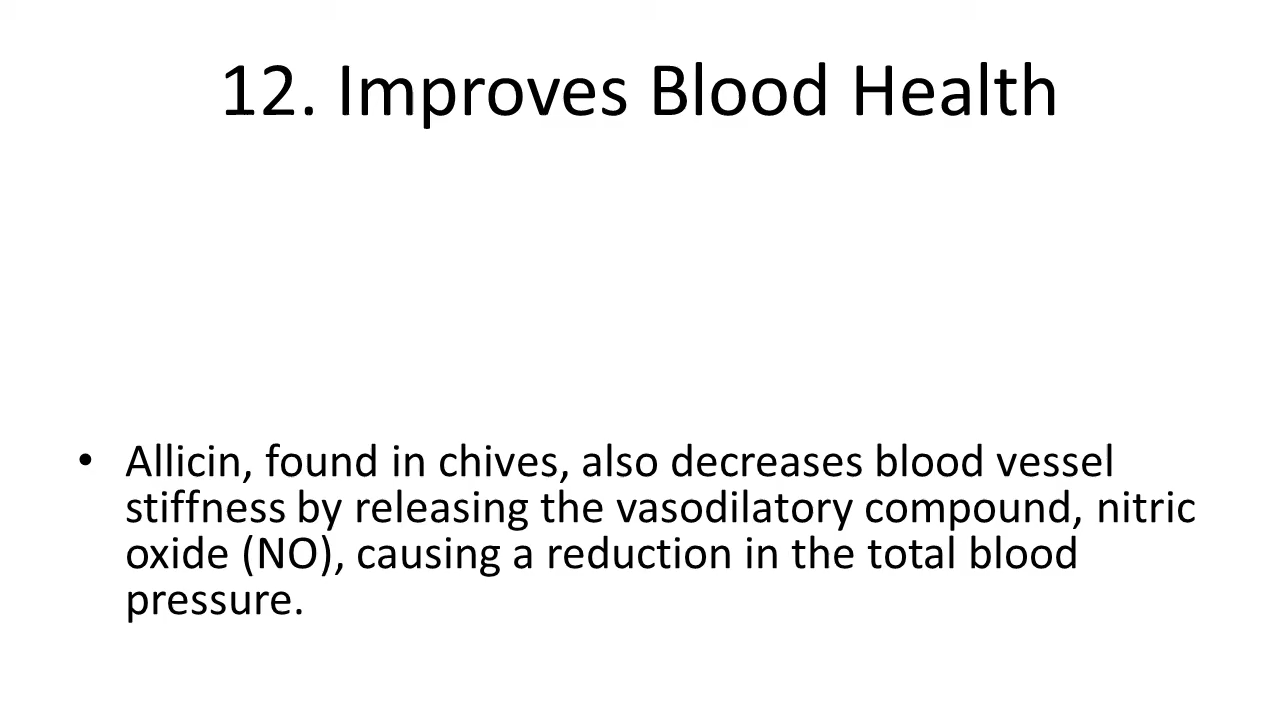 12. Improves Blood Health
• Allicin, found in chives, also decreases blood vessel
stiffness by releasing the vasodilatory compound, nitric
oxide (NO), causing a reduction in the total blood
pressure.